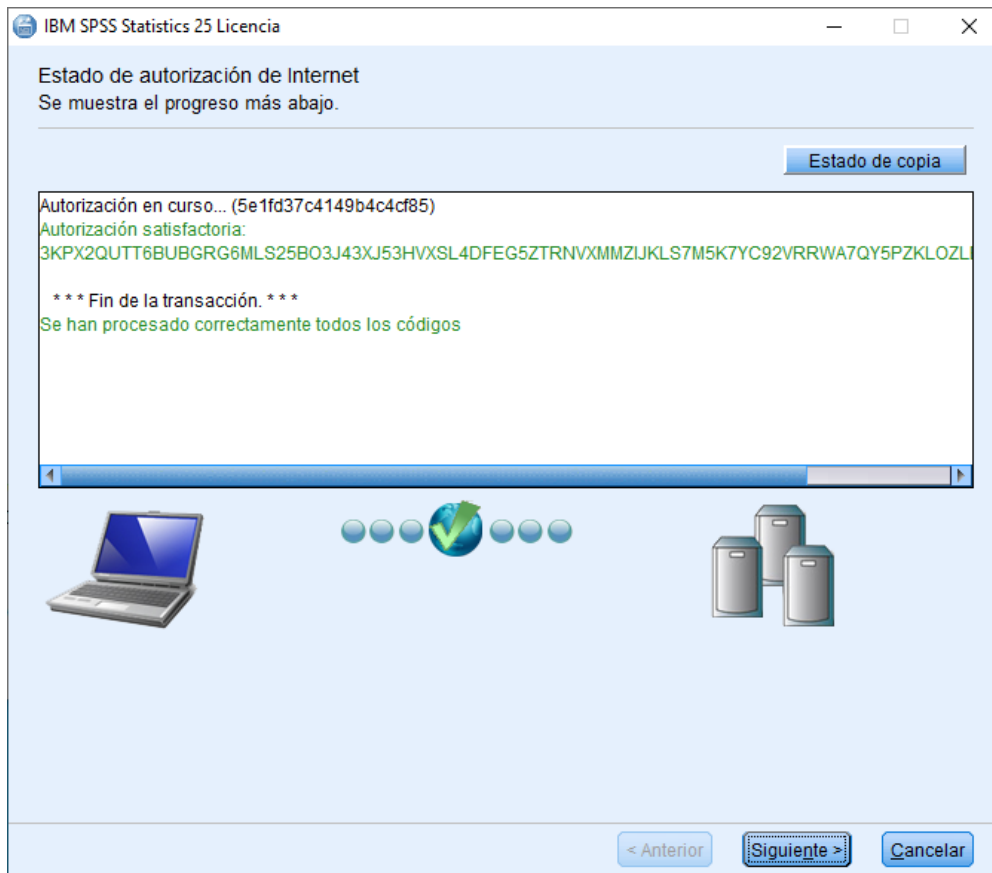 IBM SPSS Statistics 25 Licencia
Estado de autorización de Internet
Se muestra el progreso más abajo.
Estado de copia
Autorización en curso... (5e1fd37c4149b4c4cf85)
Autorización satisfactoria:
3KPX2QUTT6BUBGRG6MLS25BO3J43XJ53HVXSL4DFEG5ZTRNVXMMZIJKLS7M5K7YC92VRRWA7QY5PZKLOZL
* * * Fin de la transacción. * * *
Se han procesado correctamente todos los códigos
< Anterior
Siguiente >
Cancelar